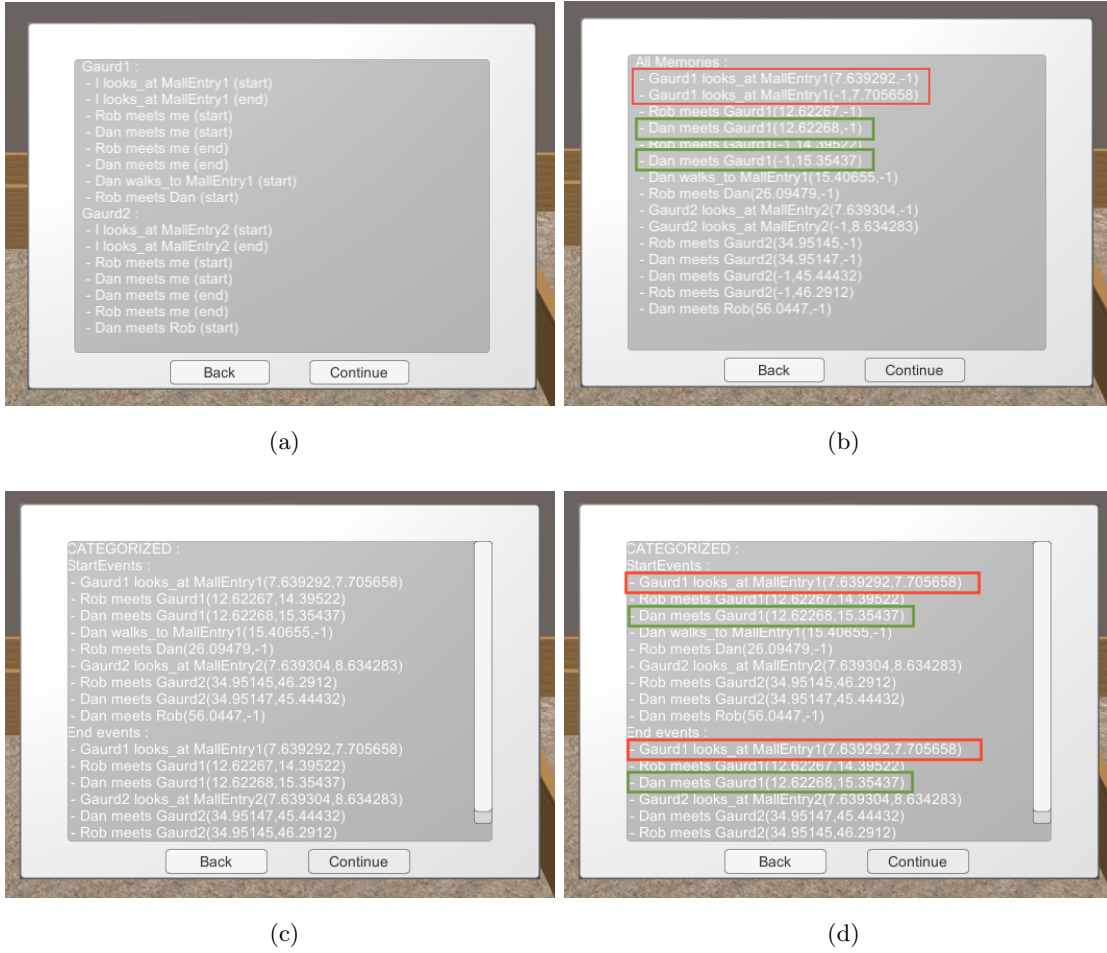 Gaurd1 :
- I looks_at MallEntry1 (start)
- I looks_at MallEntry1 (end)
- Rob meets me (start)
- Dan meets me (start)
- Rob meets me (end)
- Dan meets me (end)
- Dan walks_to MallEntry1 (start)
- Rob meets Dan (start)
Gaurd2 :
- I looks_at MallEntry2 (start)
- I looks_at MallEntry2 (end)
- Rob meets me (start)
- Dan meets me (start)
- Dan meets me (end)
- Rob meets me (end)
- Dan meets Rob (start)
Back Continue
(a)
All Memories :
- Gaurd1 looks_at MallEntry1(7.639292,-1)
- Gaurd1 looks_at MallEntry1(-1,7.705658)
- Rob meets Gaurd1(12.62267,-1)
- Dan meets Gaurd1(12.62268,-1)
- Rob meets Gaurd1(-1,14.39522)
- Dan meets Gaurd1(-1,15.35437)
- Dan walks_to MallEntry1(15.40655,-1)
- Rob meets Dan(26.09479,-1)
- Gaurd2 looks_at MallEntry2(7.639304,-1)
- Gaurd2 looks_at MallEntry2(-1,8.634283)
- Rob meets Gaurd2(34.95145,-1)
- Dan meets Gaurd2(34.95147,-1)
- Dan meets Gaurd2(-1,45.44432)
- Rob meets Gaurd2(-1,46.2912)
- Dan meets Rob(56.0447,-1)
Back Continue
(b)
CATEGORIZED :
StartEvents :
- Gaurd1 looks_at MallEntry1(7.639292,7.705658)
- Rob meets Gaurd1(12.62267,14.39522)
- Dan meets Gaurd1(12.62268,15.35437)
- Dan walks_to MallEntry1(15.40655,-1)
- Rob meets Dan(26.09479,-1)
- Gaurd2 looks_at MallEntry2(7.639304,8.634283)
- Rob meets Gaurd2(34.95145,46.2912)
- Dan meets Gaurd2(34.95147,45.44432)
- Dan meets Rob(56.0447,-1)
End events :
- Gaurd1 looks_at MallEntry1(7.639292,7.705658)
- Rob meets Gaurd1(12.62267,14.39522)
- Dan meets Gaurd1(12.62268,15.35437)
- Gaurd2 looks_at MallEntry2(7.639304,8.634283)
- Dan meets Gaurd2(34.95147,45.44432)
- Rob meets Gaurd2(34.95145,46.2912)
Back Continue
(c)
CATEGORIZED :
StartEvents :
- Gaurd1 looks_at MallEntry1(7.639292,7.705658)
- Rob meets Gaurd1(12.62267,14.39522)
- Dan meets Gaurd1(12.62268,15.35437)
- Dan walks_to MallEntry1(15.40655,-1)
- Rob meets Dan(26.09479,-1)
- Gaurd2 looks_at MallEntry2(7.639304,8.634283)
- Rob meets Gaurd2(34.95145,46.2912)
- Dan meets Gaurd2(34.95147,45.44432)
- Dan meets Rob(56.0447,-1)
End events :
- Gaurd1 looks_at MallEntry1(7.639292,7.705658)
- Rob meets Gaurd1(12.62267,14.39522)
- Dan meets Gaurd1(12.62268,15.35437)
- Gaurd2 looks_at MallEntry2(7.639304,8.634283)
- Dan meets Gaurd2(34.95147,45.44432)
- Rob meets Gaurd2(34.95145,46.2912)
Back Continue
(d)